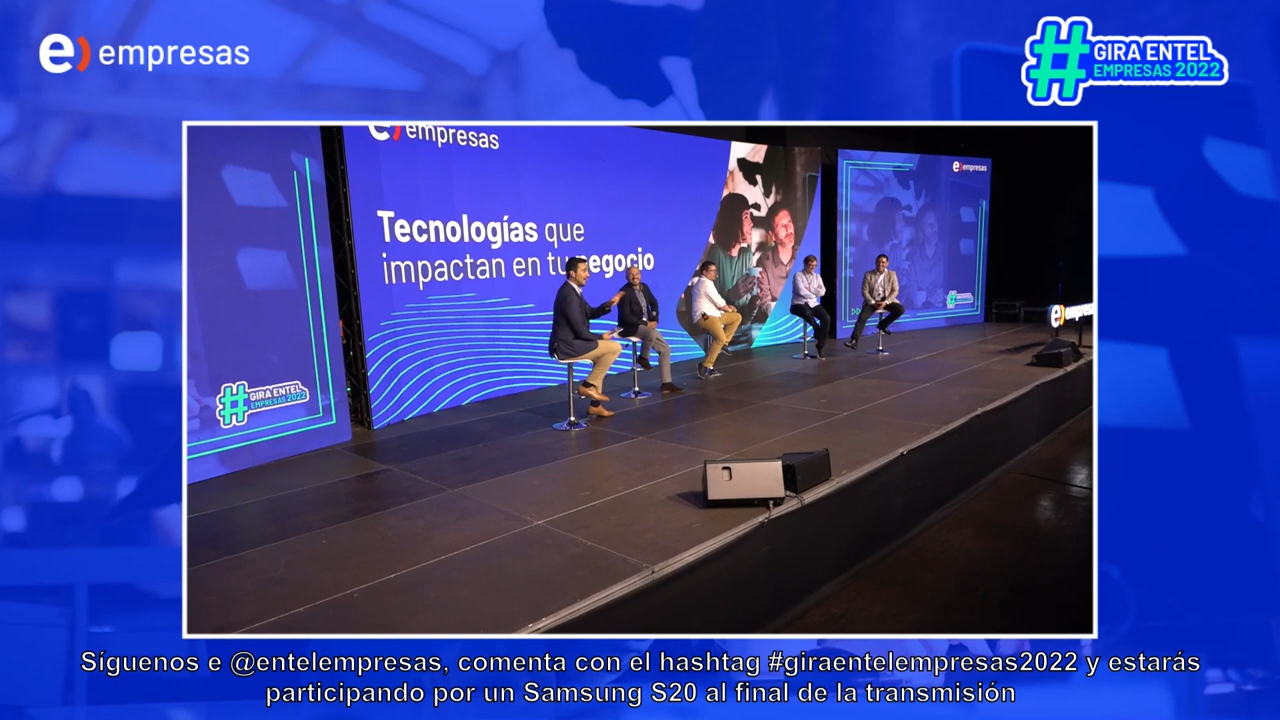 e) empresas
#GIRA ENTEL
EMPRESAS 2022
e) empresas
Tecnologías que
impactan en tu negocio
e) empresas
#GIRA ENTEL
EMPRESAS 2022
e) empresas
Síguenos e @entelempresas, comenta con el hashtag #giraentelempresas2022 y estarás
participando por un Samsung S20 al final de la transmisión